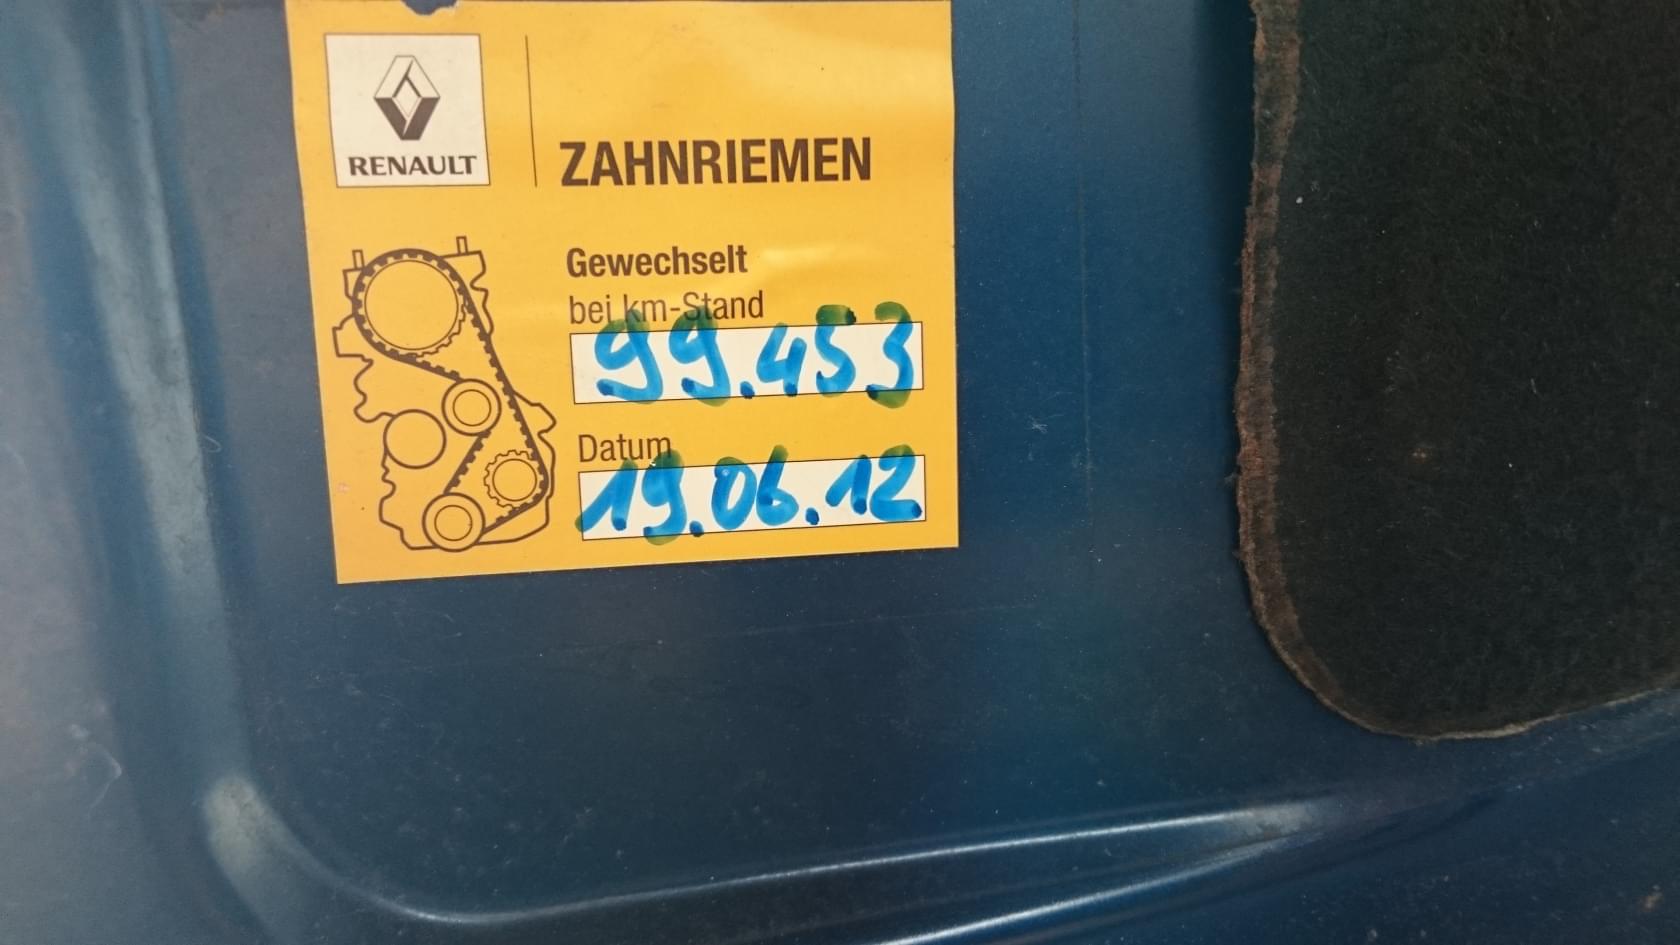 RENAULT
ZAHNRIEMEN
Gewechselt
bei km-Stand
99.453
Datum
19.06.12